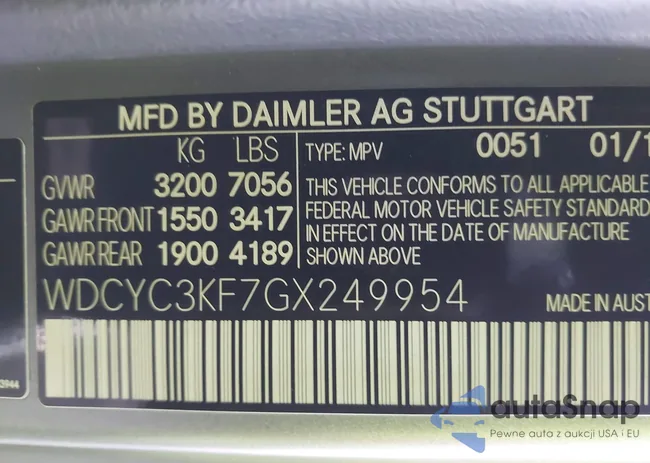 MFD BY DAIMLER AG STUTTGART
KG LBS TYPE: MPV 0051 01/1
GVWR 3200 7056 THIS VEHICLE CONFORMS TO ALL APPLICABLE
GAWR FRONT 1550 3417 FEDERAL MOTOR VEHICLE SAFETY STANDARD
GAWR REAR 1900 4189 IN EFFECT ON THE DATE OF MANUFACTURE
SHOWN ABOVE
WDCYC3KF7GX249954 MADE IN AUST
3944
autaSnap
Pewne auta z aukcji USA i EU